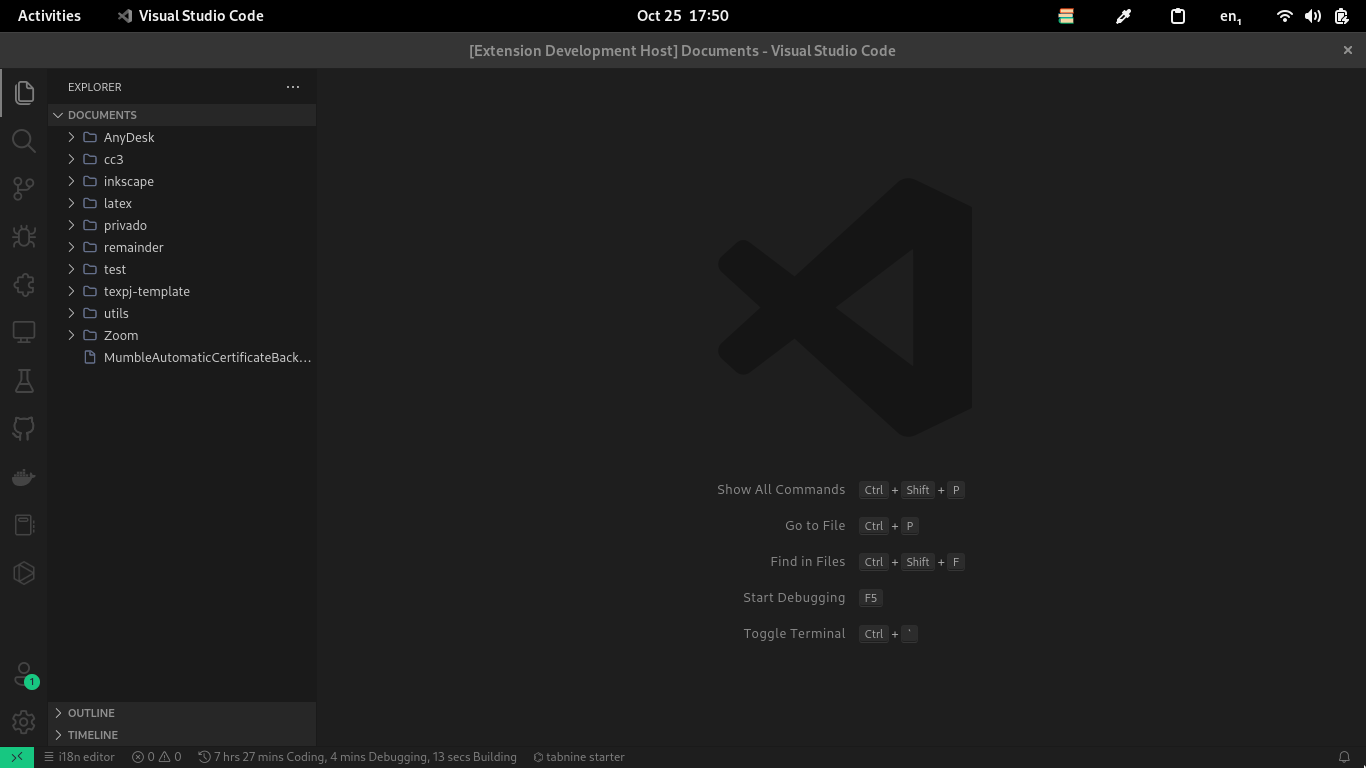 Activities Visual Studio Code Oct 25 17:50 en1
[Extension Development Host] Documents - Visual Studio Code
EXPLORER
DOCUMENTS
AnyDesk
cc3
inkscape
latex
privado
remainder
test
texpj-template
utils
Zoom
MumbleAutomaticCertificateBack...
Show All Commands Ctrl + Shift + P
Go to File Ctrl + P
Find in Files Ctrl + Shift + F
Start Debugging F5
Toggle Terminal Ctrl + `
1
OUTLINE
TIMELINE
i18n editor 0 0 7 hrs 27 mins Coding, 4 mins Debugging, 13 secs Building tabnine starter